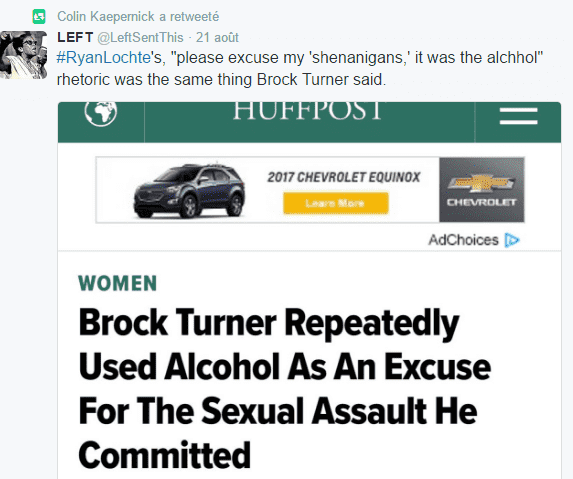 Colin Kaepernick a retweeté
LEFT @LeftSentThis · 21 août
#RyanLochte's, "please excuse my 'shenanigans,' it was the alchhol"
rhetoric was the same thing Brock Turner said.
HUFFPOST
2017 CHEVROLET EQUINOX
Learn More
CHEVROLET
AdChoices
WOMEN
Brock Turner Repeatedly
Used Alcohol As An Excuse
For The Sexual Assault He
Committed